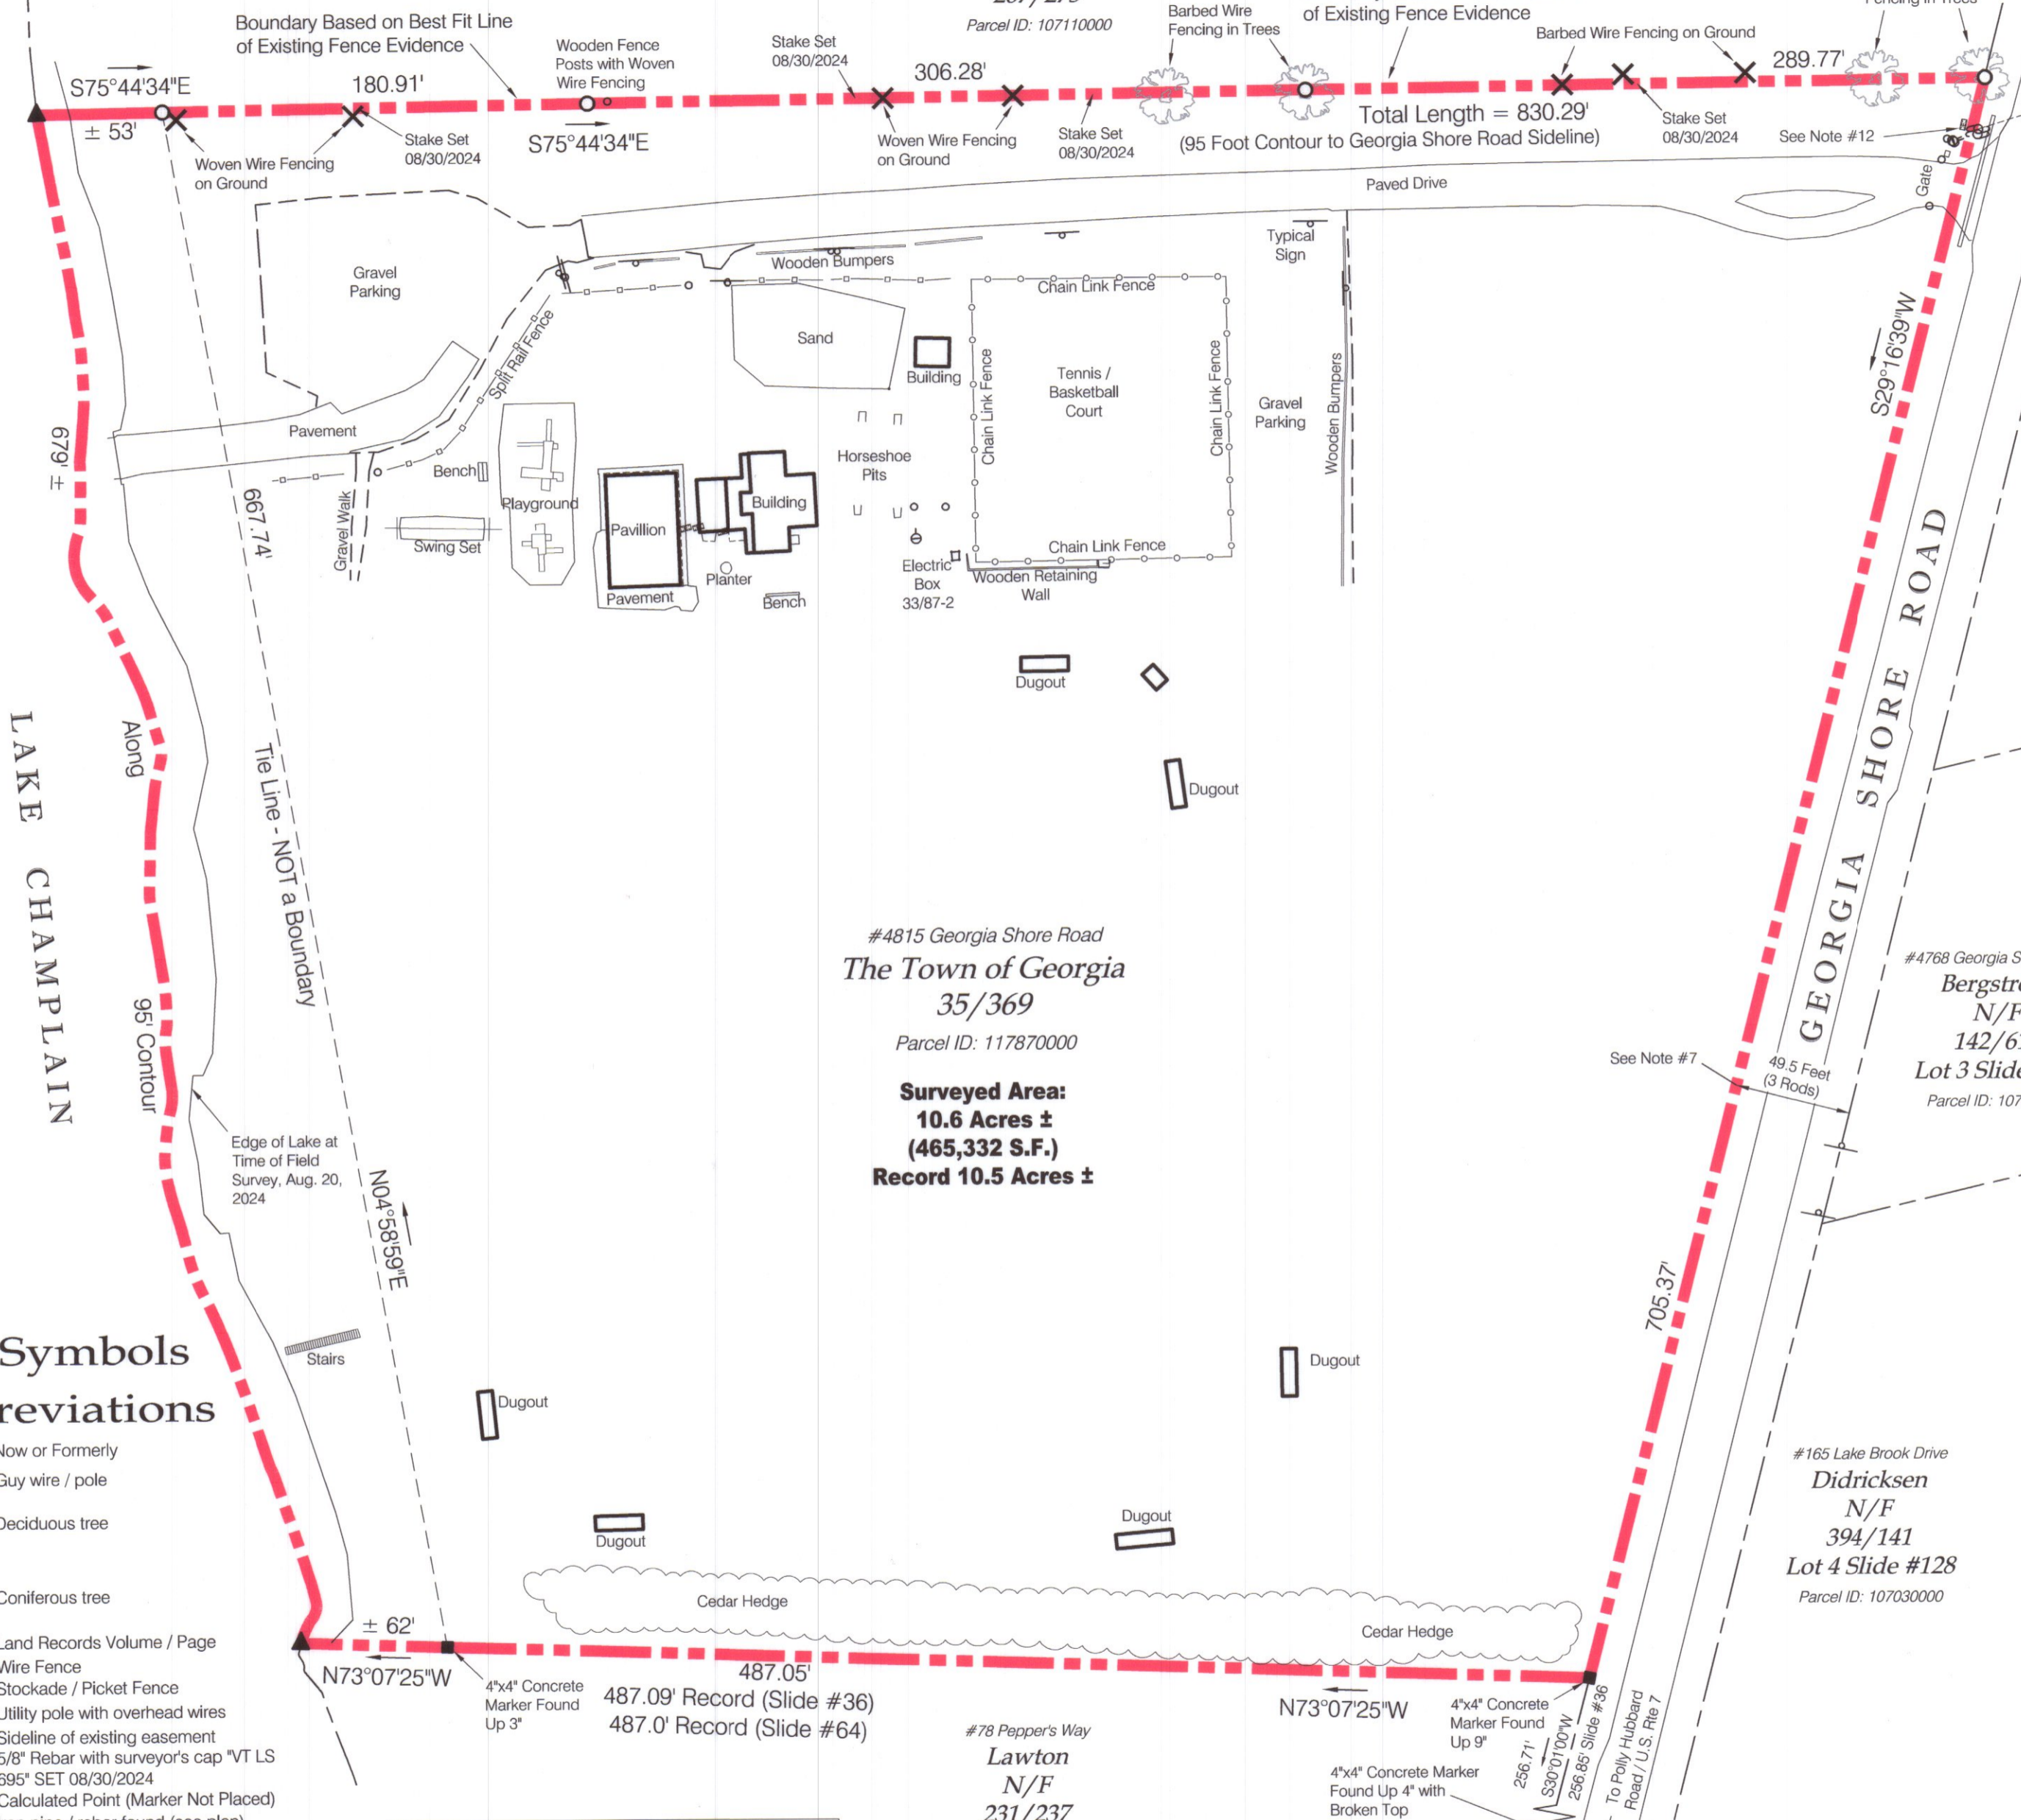 Parcel ID: 107110000
Boundary Based on Best Fit Line
of Existing Fence Evidence
Wooden Fence
Posts with Woven
Wire Fencing
Stake Set
08/30/2024
Barbed Wire
Fencing in Trees
of Existing Fence Evidence
Barbed Wire Fencing on Ground
S75°44'34"E
180.91'
306.28'
289.77'
± 53'
Woven Wire Fencing
on Ground
Stake Set
08/30/2024
S75°44'34"E
Woven Wire Fencing
on Ground
Stake Set
08/30/2024
Total Length = 830.29'
(95 Foot Contour to Georgia Shore Road Sideline)
Stake Set
08/30/2024
See Note #12
Paved Drive
Gate
Gravel
Parking
Wooden Bumpers
Typical
Sign
Chain Link Fence
Sand
Split Rail Fence
Building
Chain Link Fence
Tennis /
Basketball
Court
Chain Link Fence
Gravel
Parking
Wooden Bumpers
S29°16'39"W
Pavement
± 679'
667.74'
Gravel Walk
Bench
Playground
Swing Set
Pavillion
Building
Horseshoe
Pits
Planter
Pavement
Bench
Electric
Box
33/87-2
Chain Link Fence
Wooden Retaining
Wall
Dugout
Dugout
LAKE CHAMPLAIN
Along
95' Contour
Tie Line - NOT a Boundary
GEORGIA SHORE ROAD
#4815 Georgia Shore Road
The Town of Georgia
35/369
Parcel ID: 117870000
Surveyed Area:
10.6 Acres ±
(465,332 S.F.)
Record 10.5 Acres ±
#4768 Georgia S
N/F
Lot 3 Slide
Parcel ID: 107
See Note #7
49.5 Feet
(3 Rods)
Edge of Lake at
Time of Field
Survey, Aug. 20,
2024
N04°58'59"E
705.37'
Stairs
Dugout
Dugout
Dugout
Dugout
Symbols
reviations
Now or Formerly
Guy wire / pole
Deciduous tree
Coniferous tree
Land Records Volume / Page
Wire Fence
Stockade / Picket Fence
Utility pole with overhead wires
Sideline of existing easement
5/8" Rebar with surveyor's cap "VT LS
695" SET 08/30/2024
Calculated Point (Marker Not Placed)
#165 Lake Brook Drive
Didricksen
N/F
394/141
Lot 4 Slide #128
Parcel ID: 107030000
Cedar Hedge
Cedar Hedge
± 62'
N73°07'25"W
4"x4" Concrete
Marker Found
Up 3"
487.05'
487.09' Record (Slide #36)
487.0' Record (Slide #64)
N73°07'25"W
4"x4" Concrete
Marker Found
Up 9"
#78 Pepper's Way
Lawton
N/F
231/237
4"x4" Concrete Marker
Found Up 4" with
Broken Top
256.71'
S30°01'00"W
256.85' Slide #36
To Polly Hubbard
Road / U.S. Rte 7